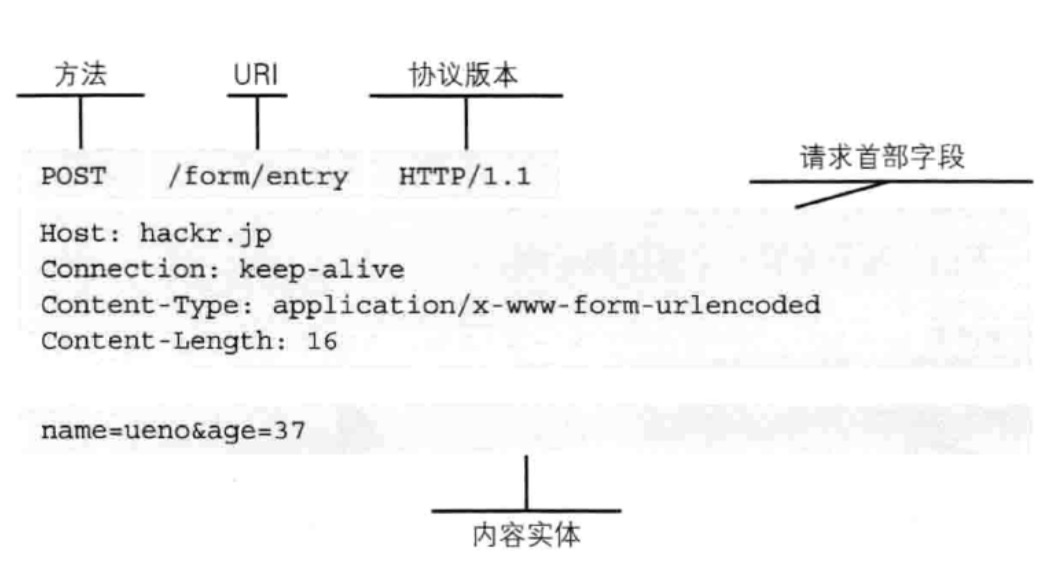 方法 URI 协议版本
请求首部字段
POST /form/entry HTTP/1.1
Host: hackr.jp
Connection: keep-alive
Content-Type: application/x-www-form-urlencoded
Content-Length: 16
name=ueno&age=37
内容实体